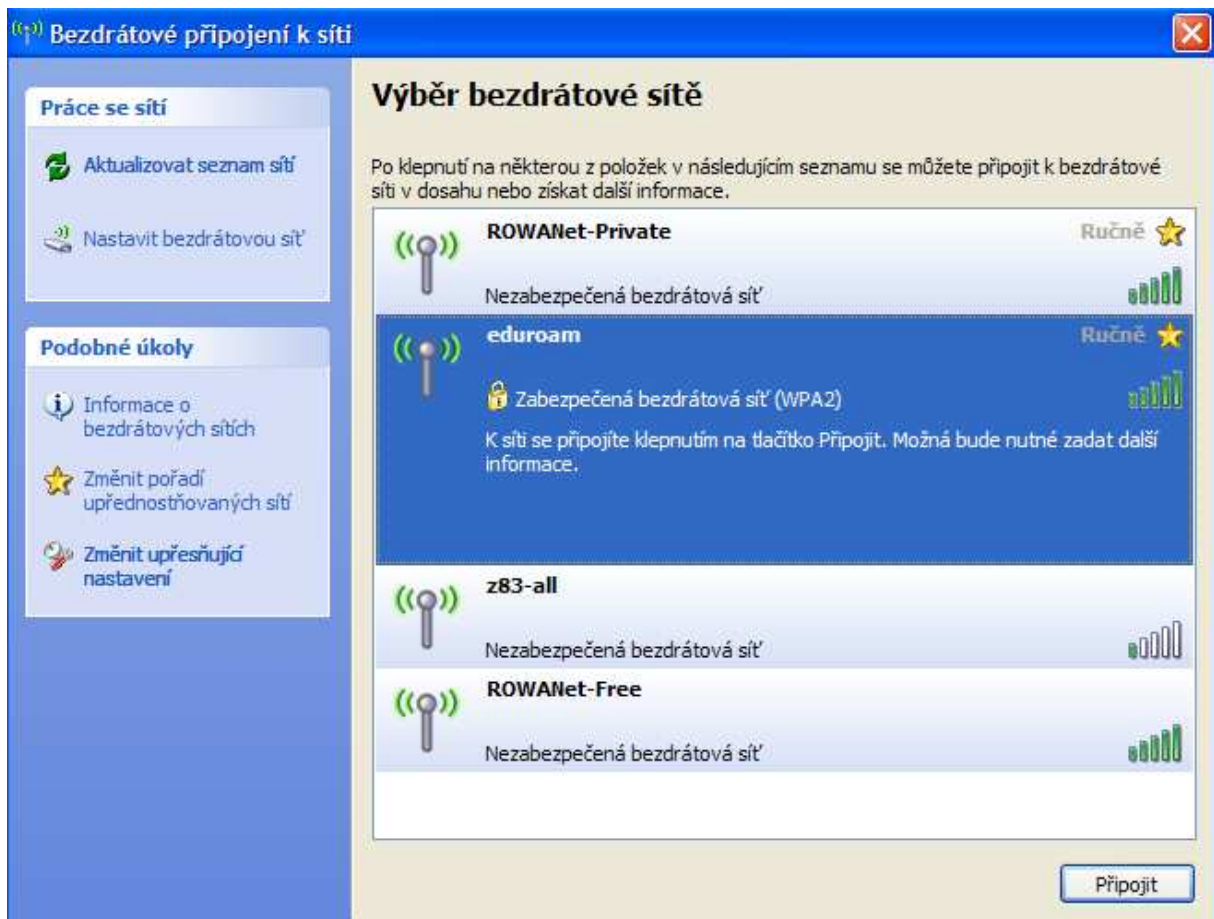 Bezdrátové připojení k síti
Práce se sítí
Aktualizovat seznam sítí
Nastavit bezdrátovou síť
Podobné úkoly
Informace o
bezdrátových sítích
Změnit pořadí
upřednostňovaných sítí
Změnit upřesňující
nastavení
Výběr bezdrátové sítě
Po klepnutí na některou z položek v následujícím seznamu se můžete připojit k bezdrátové
síti v dosahu nebo získat další informace.
ROWANet-Private Ručně
Nezabezpečená bezdrátová síť
eduroam Ručně
Zabezpečená bezdrátová síť (WPA2)
K síti se připojíte klepnutím na tlačítko Připojit. Možná bude nutné zadat další
informace.
z83-all
Nezabezpečená bezdrátová síť
ROWANet-Free
Nezabezpečená bezdrátová síť
Připojit